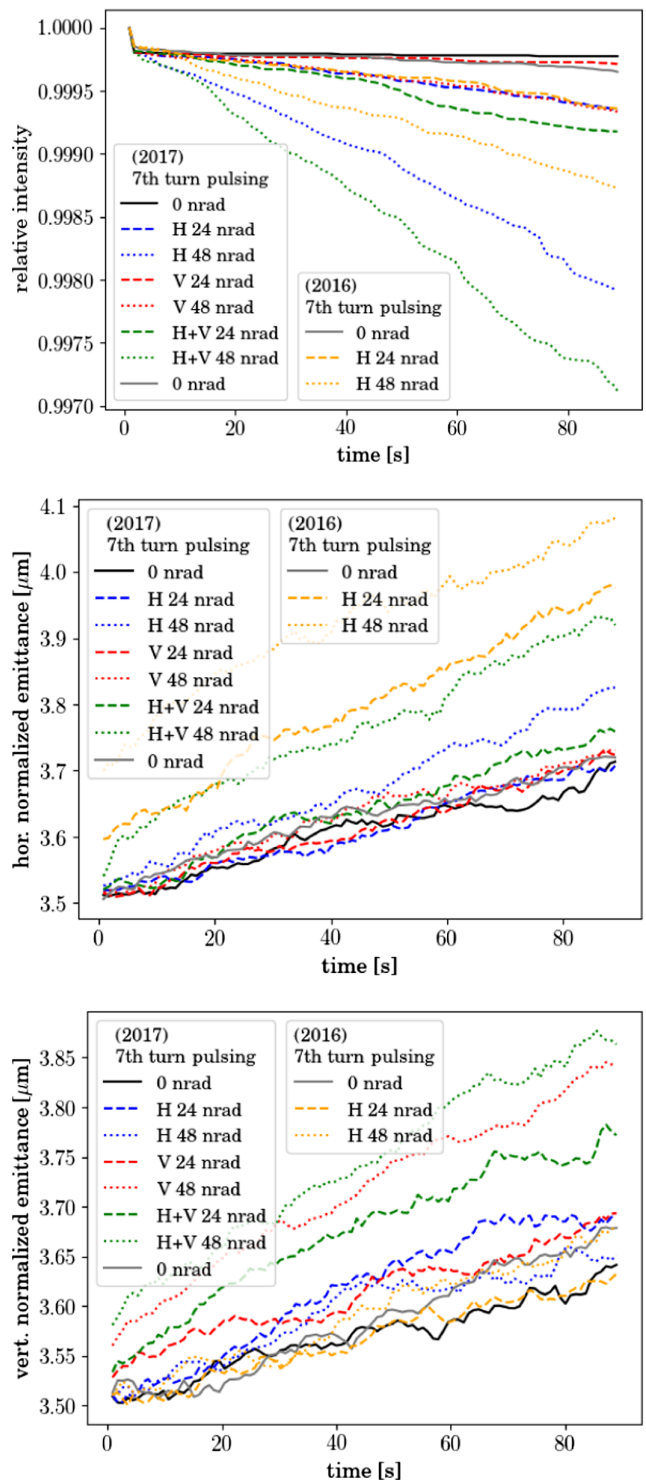 1.0000
0.9995
0.9990
0.9985
0.9980
0.9975
0.9970
relative intensity
(2017)
7th turn pulsing
0 nrad
H 24 nrad
H 48 nrad
V 24 nrad
V 48 nrad
H+V 24 nrad
H+V 48 nrad
0 nrad
(2016)
7th turn pulsing
0 nrad
H 24 nrad
H 48 nrad
0 20 40 60 80
time [s]
4.1
4.0
3.9
3.8
3.7
3.6
3.5
hor. normalized emittance [μm]
(2017)
7th turn pulsing
0 nrad
H 24 nrad
H 48 nrad
V 24 nrad
V 48 nrad
H+V 24 nrad
H+V 48 nrad
0 nrad
(2016)
7th turn pulsing
0 nrad
H 24 nrad
H 48 nrad
0 20 40 60 80
time [s]
3.85
3.80
3.75
3.70
3.65
3.60
3.55
3.50
vert. normalized emittance [μm]
(2017)
7th turn pulsing
0 nrad
H 24 nrad
H 48 nrad
V 24 nrad
V 48 nrad
H+V 24 nrad
H+V 48 nrad
0 nrad
(2016)
7th turn pulsing
0 nrad
H 24 nrad
H 48 nrad
0 20 40 60 80
time [s]